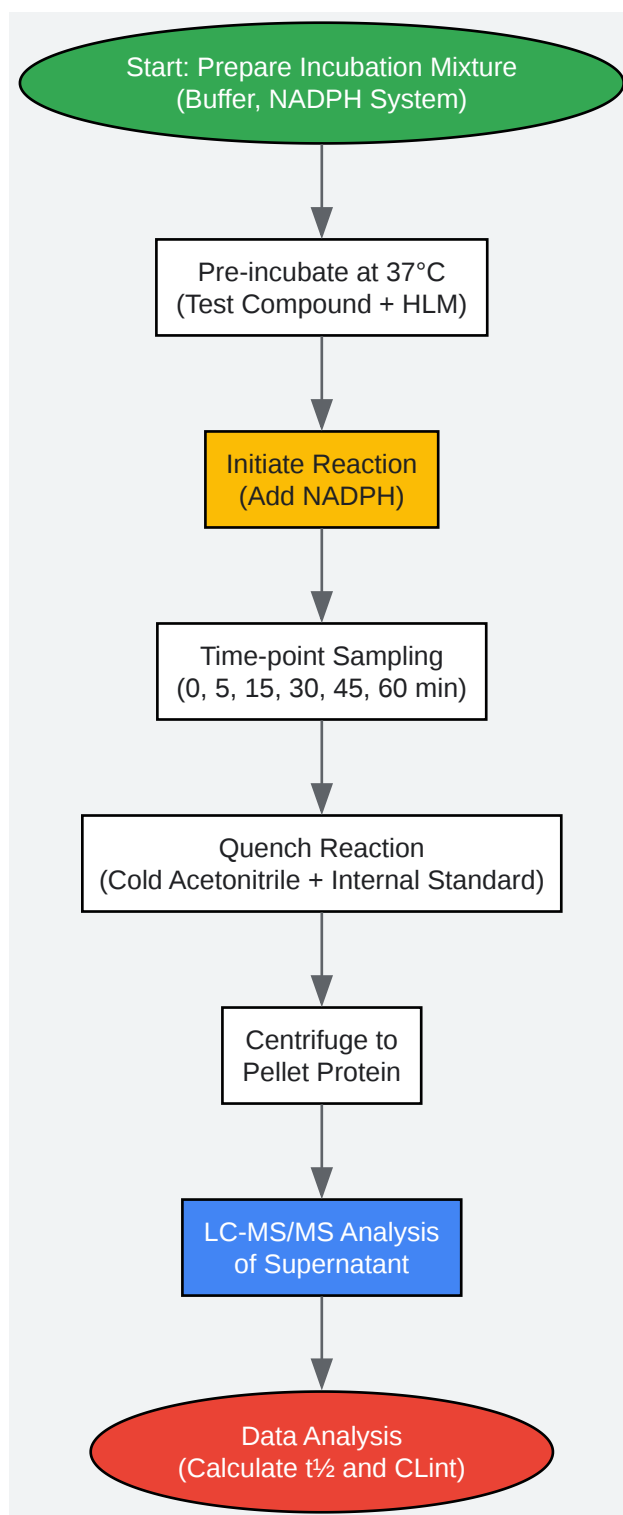 Start: Prepare Incubation Mixture
(Buffer, NADPH System)
Pre-incubate at 37°C
(Test Compound + HLM)
Initiate Reaction
(Add NADPH)
Time-point Sampling
(0, 5, 15, 30, 45, 60 min)
Quench Reaction
(Cold Acetonitrile + Internal Standard)
Centrifuge to
Pellet Protein
LC-MS/MS Analysis
of Supernatant
Data Analysis
(Calculate t½ and CLint)